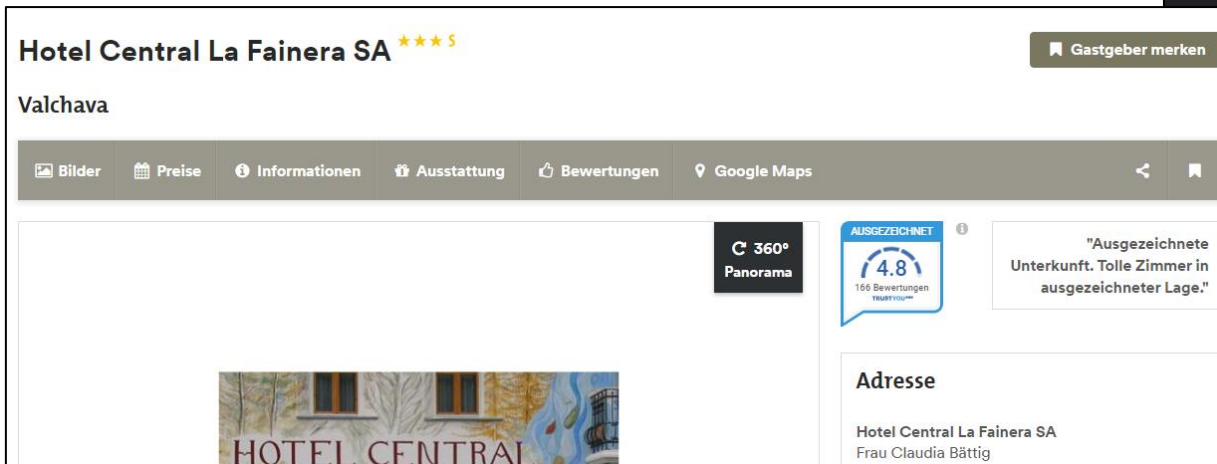 Hotel Central La Fainera SA ★★★ S
Gastgeber merken
Valchava
Bilder Preise Informationen Ausstattung Bewertungen Google Maps
360°
Panorama
AUSGEZEICHNET
4.8
166 Bewertungen
TRUSTYOU
"Ausgezeichnete
Unterkunft. Tolle Zimmer in
ausgezeichneter Lage."
HOTEL CENTRAL
Adresse
Hotel Central La Fainera SA
Frau Claudia Bättig